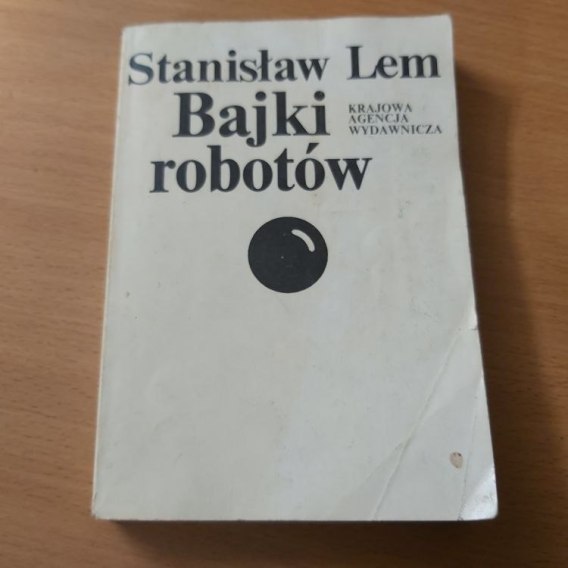 Stanisław Lem
Bajki
robotów
KRAJOWA
AGENCJA
WYDAWNICZA